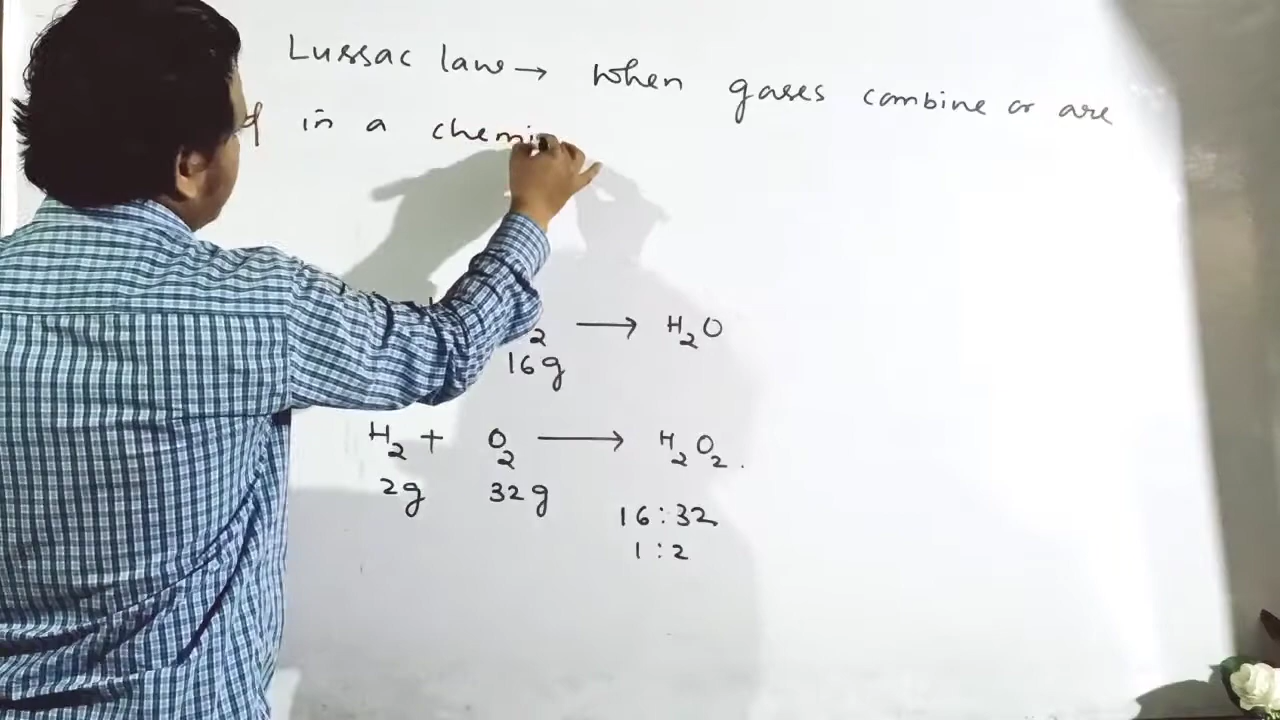 Lussac law → When gases combine or are
in a chemi
2 → H2O
16g
H2 + O2 → H2O2.
2g 32g
16:32
1:2